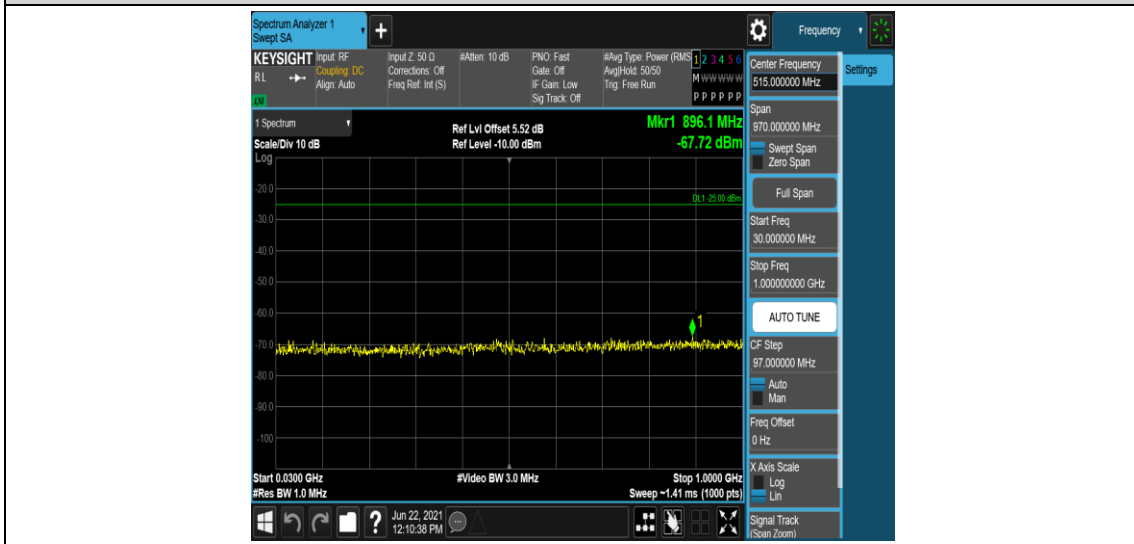 Spectrum Analyzer 1
Swept SA
+
Frequency
KEYSIGHT
RL
Input: RF
Coupling: DC
Align: Auto
Input Z: 50 Ω
Corrections: Off
Freq Ref: Int (S)
#Atten: 10 dB
PNO: Fast
Gate: Off
IF Gain: Low
Sig Track: Off
#Avg Type: Power (RMS
Avg|Hold: 50/50
Trig: Free Run
1 2 3 4 5 6
M W W W W W
P P P P P P
Center Frequency
515.000000 MHz
Settings
Span
970.000000 MHz
Swept Span
Zero Span
Full Span
Start Freq
30.000000 MHz
Stop Freq
1.000000000 GHz
AUTO TUNE
CF Step
97.000000 MHz
Auto
Man
Freq Offset
0 Hz
X Axis Scale
Log
Lin
Signal Track
(Span Zoom)
1 Spectrum
Scale/Div 10 dB
Log
Ref Lvl Offset 5.52 dB
Ref Level -10.00 dBm
Mkr1 896.1 MHz
-67.72 dBm
DL1 -25.00 dBm
-20.0
-30.0
-40.0
-50.0
-60.0
1
-70.0
-80.0
-90.0
-100
Start 0.0300 GHz
#Video BW 3.0 MHz
Stop 1.0000 GHz
#Res BW 1.0 MHz
Sweep ~1.41 ms (1000 pts)
?
Jun 22, 2021
12:10:38 PM